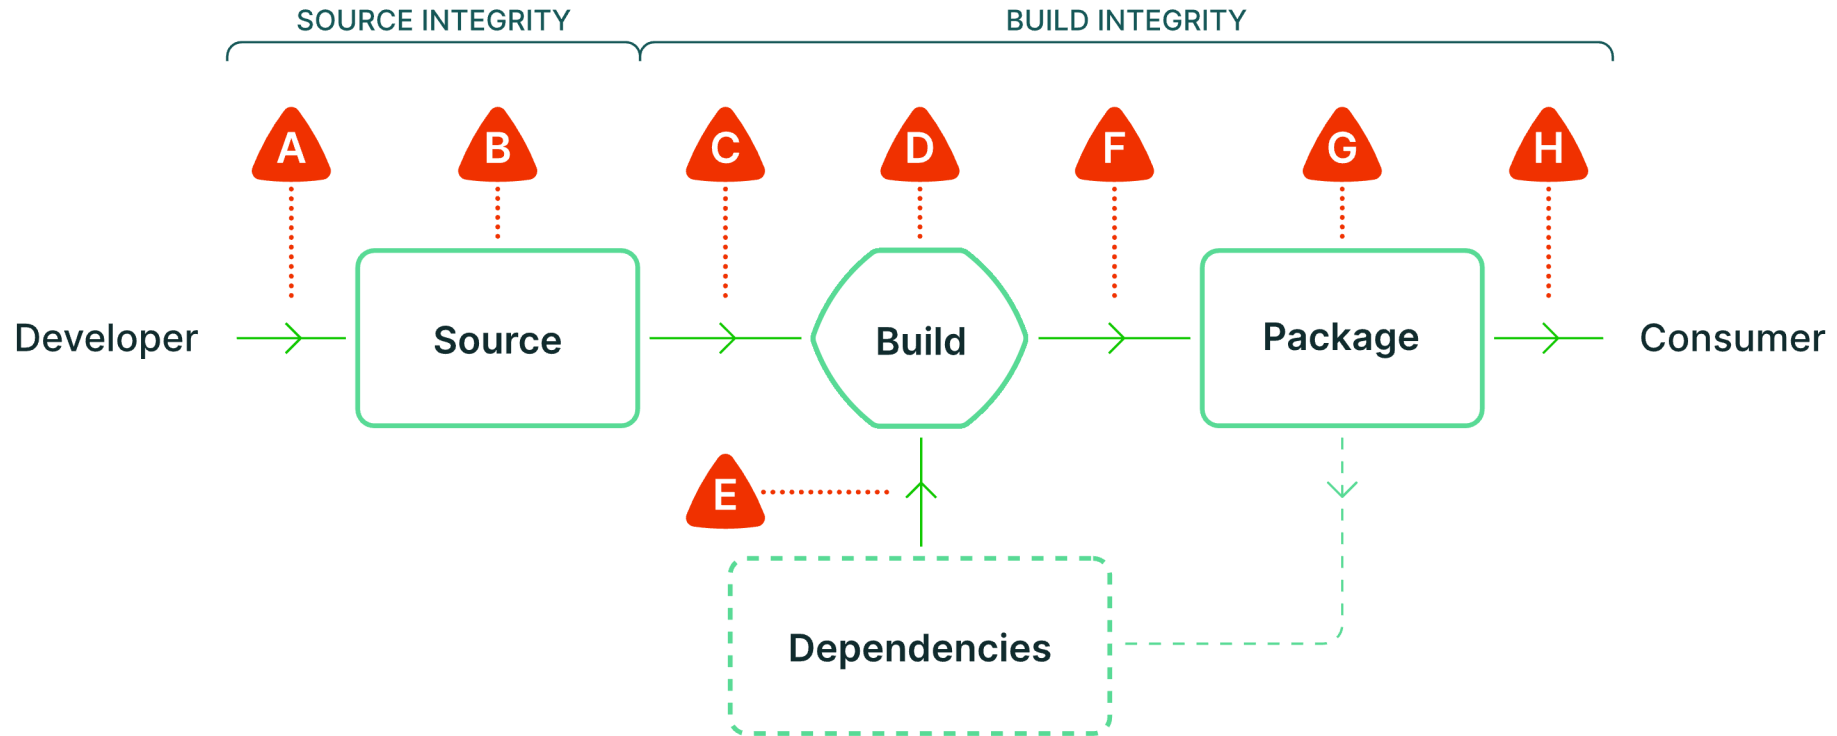 SOURCE INTEGRITY
BUILD INTEGRITY
A
B
C
D
F
G
H
Developer
Source
Build
Package
Consumer
E
Dependencies